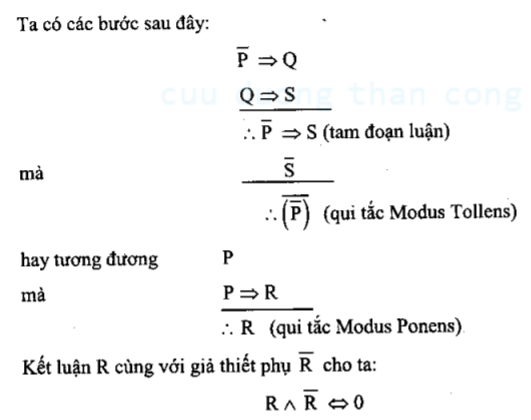 Ta có các bước sau đây:
P̅ ⇒ Q
cuu duong than cong
Q ⇒ S
∴ P̅ ⇒ S (tam đoạn luận)
mà S̅
∴ (P̅)̅ (qui tắc Modus Tollens)
hay tương đương P
mà P ⇒ R
∴ R (qui tắc Modus Ponens)
Kết luận R cùng với giả thiết phụ R̅ cho ta:
R ∧ R̅ ⇔ 0